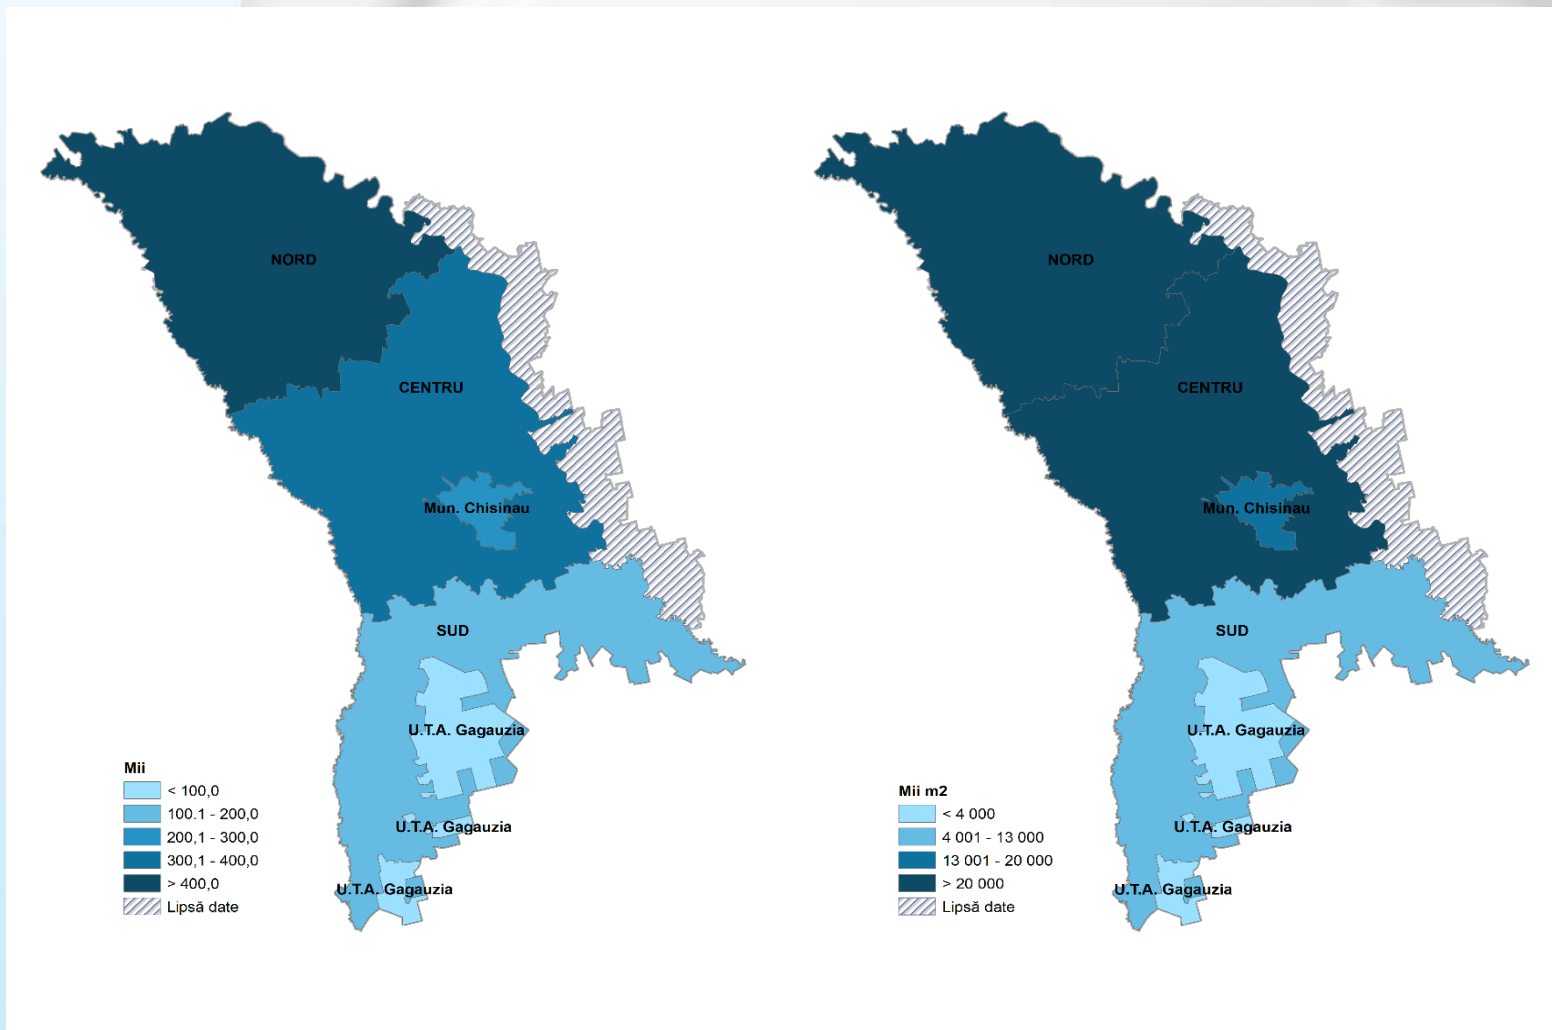 NORD
CENTRU
Mun. Chisinau
SUD
U.T.A. Gagauzia
U.T.A. Gagauzia
U.T.A. Gagauzia
Mii
< 100,0
100.1 - 200,0
200,1 - 300,0
300,1 - 400,0
> 400,0
Lipsă date
NORD
CENTRU
Mun. Chisinau
SUD
U.T.A. Gagauzia
U.T.A. Gagauzia
U.T.A. Gagauzia
Mii m2
< 4 000
4 001 - 13 000
13 001 - 20 000
> 20 000
Lipsă date